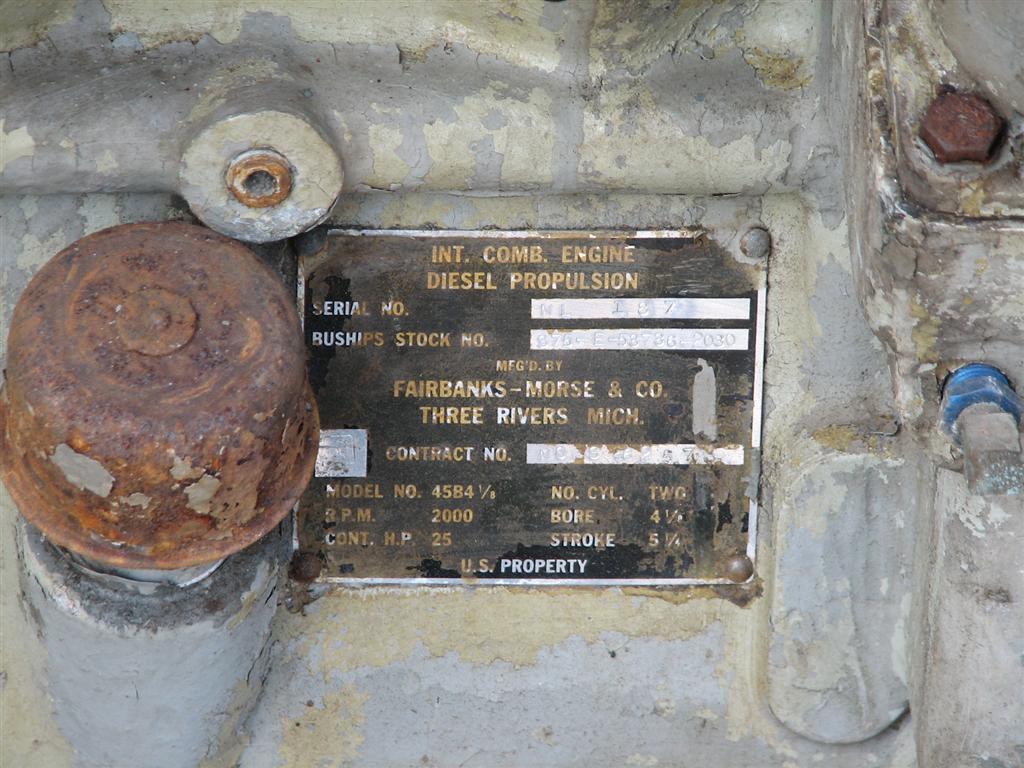 INT. COMB. ENGINE
DIESEL PROPULSION
SERIAL NO. N1 187
BUSHIPS STOCK NO.
MFG'D. BY
FAIRBANKS-MORSE & CO.
THREE RIVERS MICH.
CONTRACT NO.
MODEL NO. 45B4 1/8 NO. CYL. TWO
R.P.M. 2000 BORE 4 1/8
CONT. H.P. 25 STROKE 5 1/4
U.S. PROPERTY